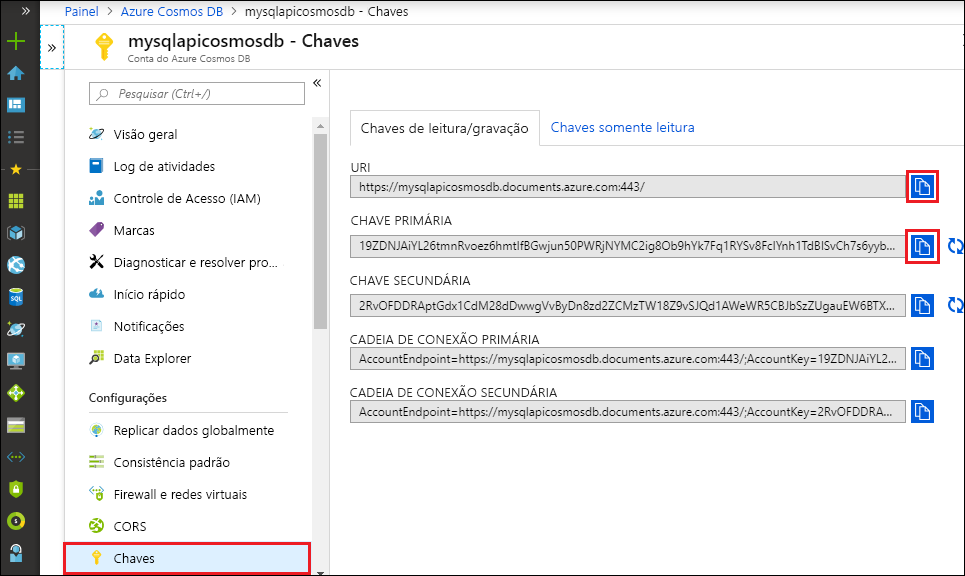 Painel > Azure Cosmos DB > mysqlapicosmosdb - Chaves
mysqlapicosmosdb - Chaves
Conta do Azure Cosmos DB
Pesquisar (Ctrl+/)
Visão geral
Log de atividades
Controle de Acesso (IAM)
Marcas
Diagnosticar e resolver pro...
Início rápido
Notificações
Data Explorer
Configurações
Replicar dados globalmente
Consistência padrão
Firewall e redes virtuais
CORS
Chaves
Chaves de leitura/gravação
Chaves somente leitura
URI
https://mysqlapicosmosdb.documents.azure.com:443/
CHAVE PRIMÁRIA
19ZDNJAiYL26tmnRvoez6hmtIfBGwjun50PWRjNYMC2ig8Ob9hYk7Fq1RYSv8FcIYnh1TdBISvCh7s6yyb...
CHAVE SECUNDÁRIA
2RvOFDDRAptGdx1CdM28dDwwgVvByDn8zd2ZCMzTW18Z9vSJQd1AWeWR5CBJbSzZUgauEW6BTX...
CADEIA DE CONEXÃO PRIMÁRIA
AccountEndpoint=https://mysqlapicosmosdb.documents.azure.com:443/;AccountKey=19ZDNJAiYL2...
CADEIA DE CONEXÃO SECUNDÁRIA
AccountEndpoint=https://mysqlapicosmosdb.documents.azure.com:443/;AccountKey=2RvOFDDRA...